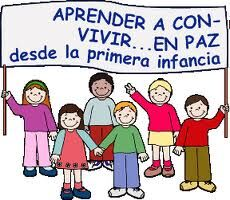 APRENDER A CON-
VIVIR...EN PAZ
desde la primera infancia